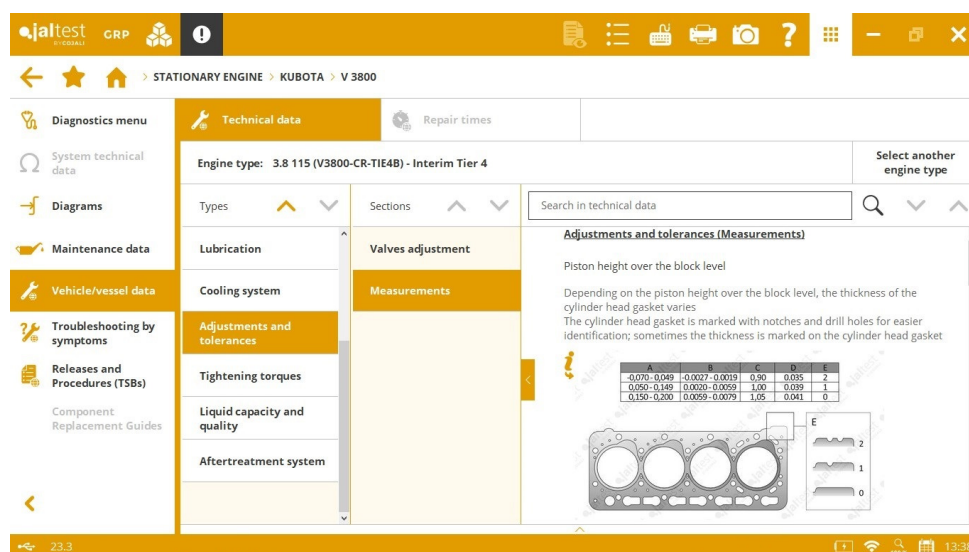 jaltest
BY COJALI
GRP
> STATIONARY ENGINE > KUBOTA > V 3800
Diagnostics menu
System technical
data
Diagrams
Maintenance data
Vehicle/vessel data
Troubleshooting by
symptoms
Releases and
Procedures (TSBs)
Component
Replacement Guides
Technical data
Repair times
Engine type: 3.8 115 (V3800-CR-TIE4B) - Interim Tier 4
Select another
engine type
Types
Sections
Search in technical data
Lubrication
Cooling system
Adjustments and
tolerances
Tightening torques
Liquid capacity and
quality
Aftertreatment system
Valves adjustment
Measurements
Adjustments and tolerances (Measurements)
Piston height over the block level
Depending on the piston height over the block level, the thickness of the
cylinder head gasket varies
The cylinder head gasket is marked with notches and drill holes for easier
identification; sometimes the thickness is marked on the cylinder head gasket
A B C D E
-0,070 - 0,049 -0.0027 - 0.0019 0,90 0.035 2
0,050 - 0,149 0.0020 - 0.0059 1,00 0.039 1
0,150 - 0,200 0.0059 - 0.0079 1,05 0.041 0
E
2
1
0
23.3